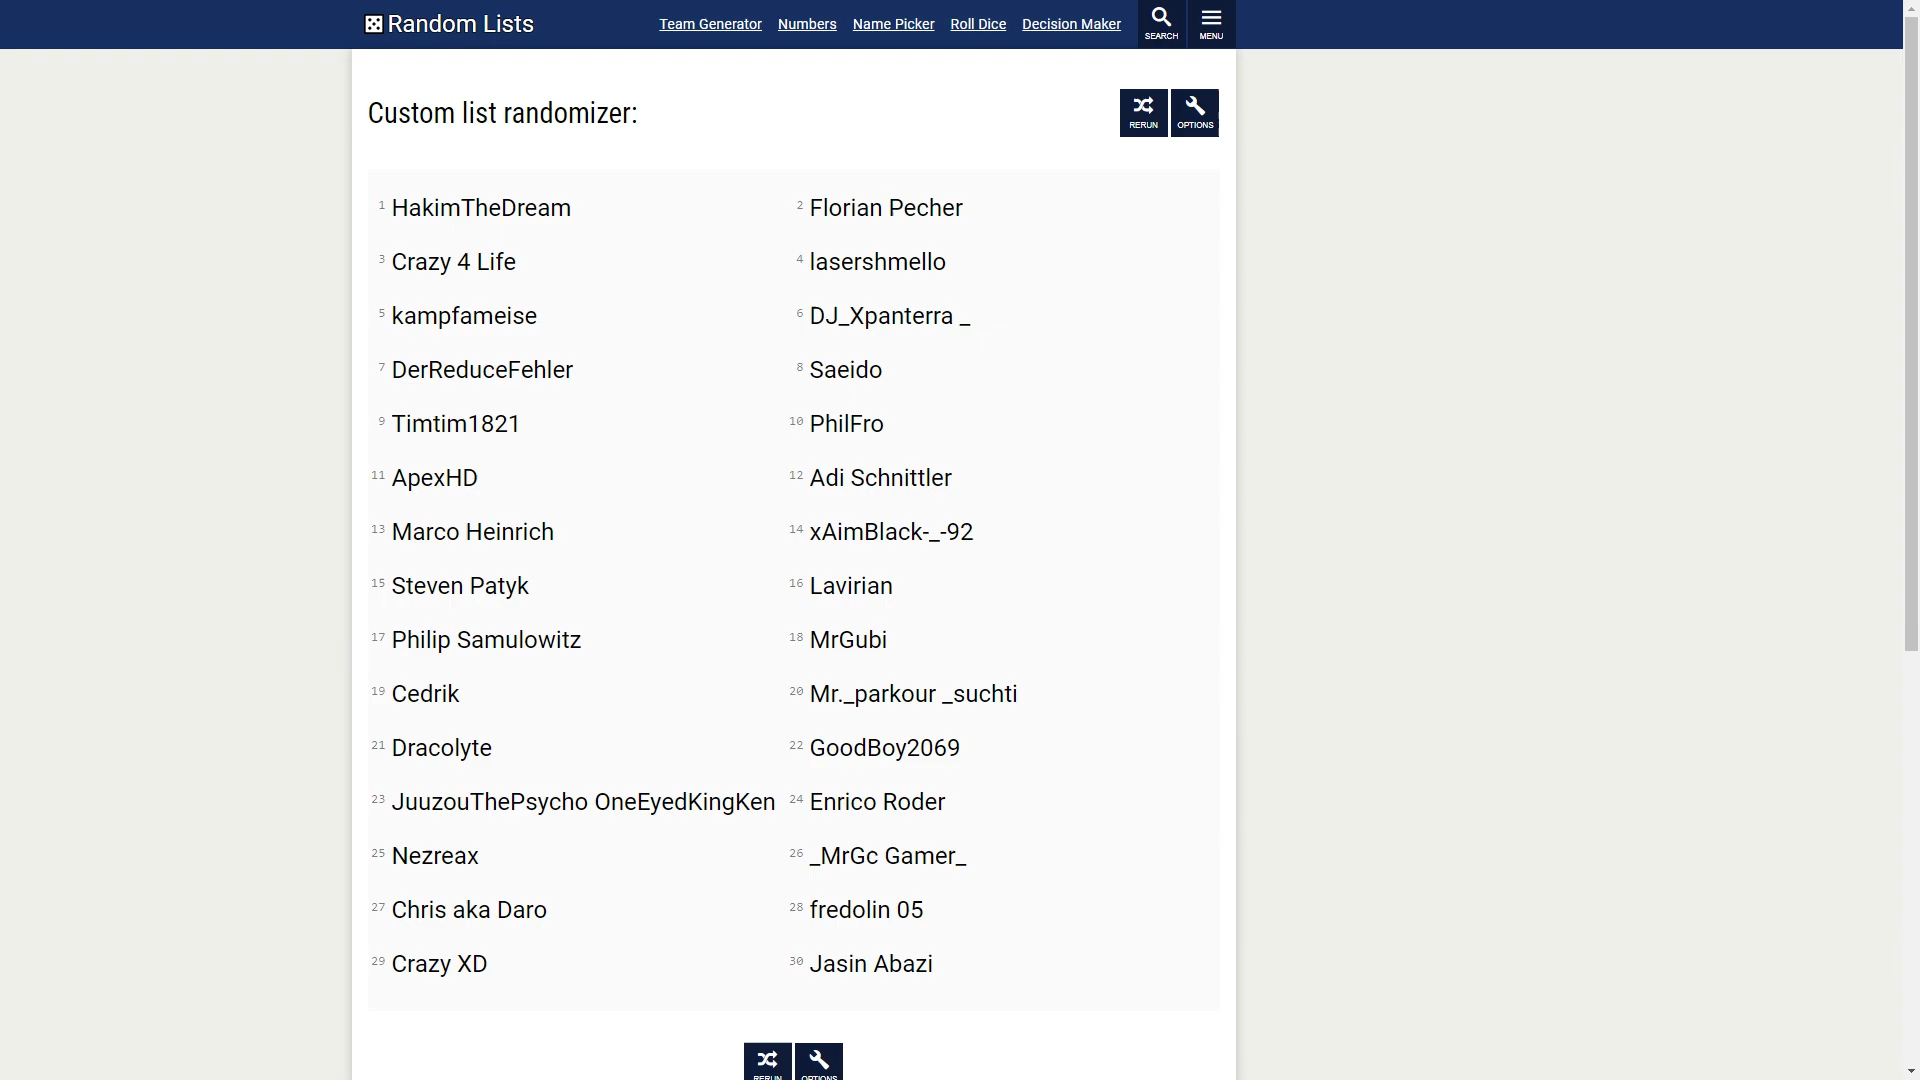 Random Lists
Team Generator Numbers Name Picker Roll Dice Decision Maker SEARCH MENU
Custom list randomizer:
RERUN OPTIONS
1 HakimTheDream
2 Florian Pecher
3 Crazy 4 Life
4 lasershmello
5 kampfameise
6 DJ_Xpanterra _
7 DerReduceFehler
8 Saeido
9 Timtim1821
10 PhilFro
11 ApexHD
12 Adi Schnittler
13 Marco Heinrich
14 xAimBlack-_-92
15 Steven Patyk
16 Lavirian
17 Philip Samulowitz
18 MrGubi
19 Cedrik
20 Mr._parkour _suchti
21 Dracolyte
22 GoodBoy2069
23 JuuzouThePsycho OneEyedKingKen
24 Enrico Roder
25 Nezreax
26 _MrGc Gamer_
27 Chris aka Daro
28 fredolin 05
29 Crazy XD
30 Jasin Abazi
RERUN OPTIONS